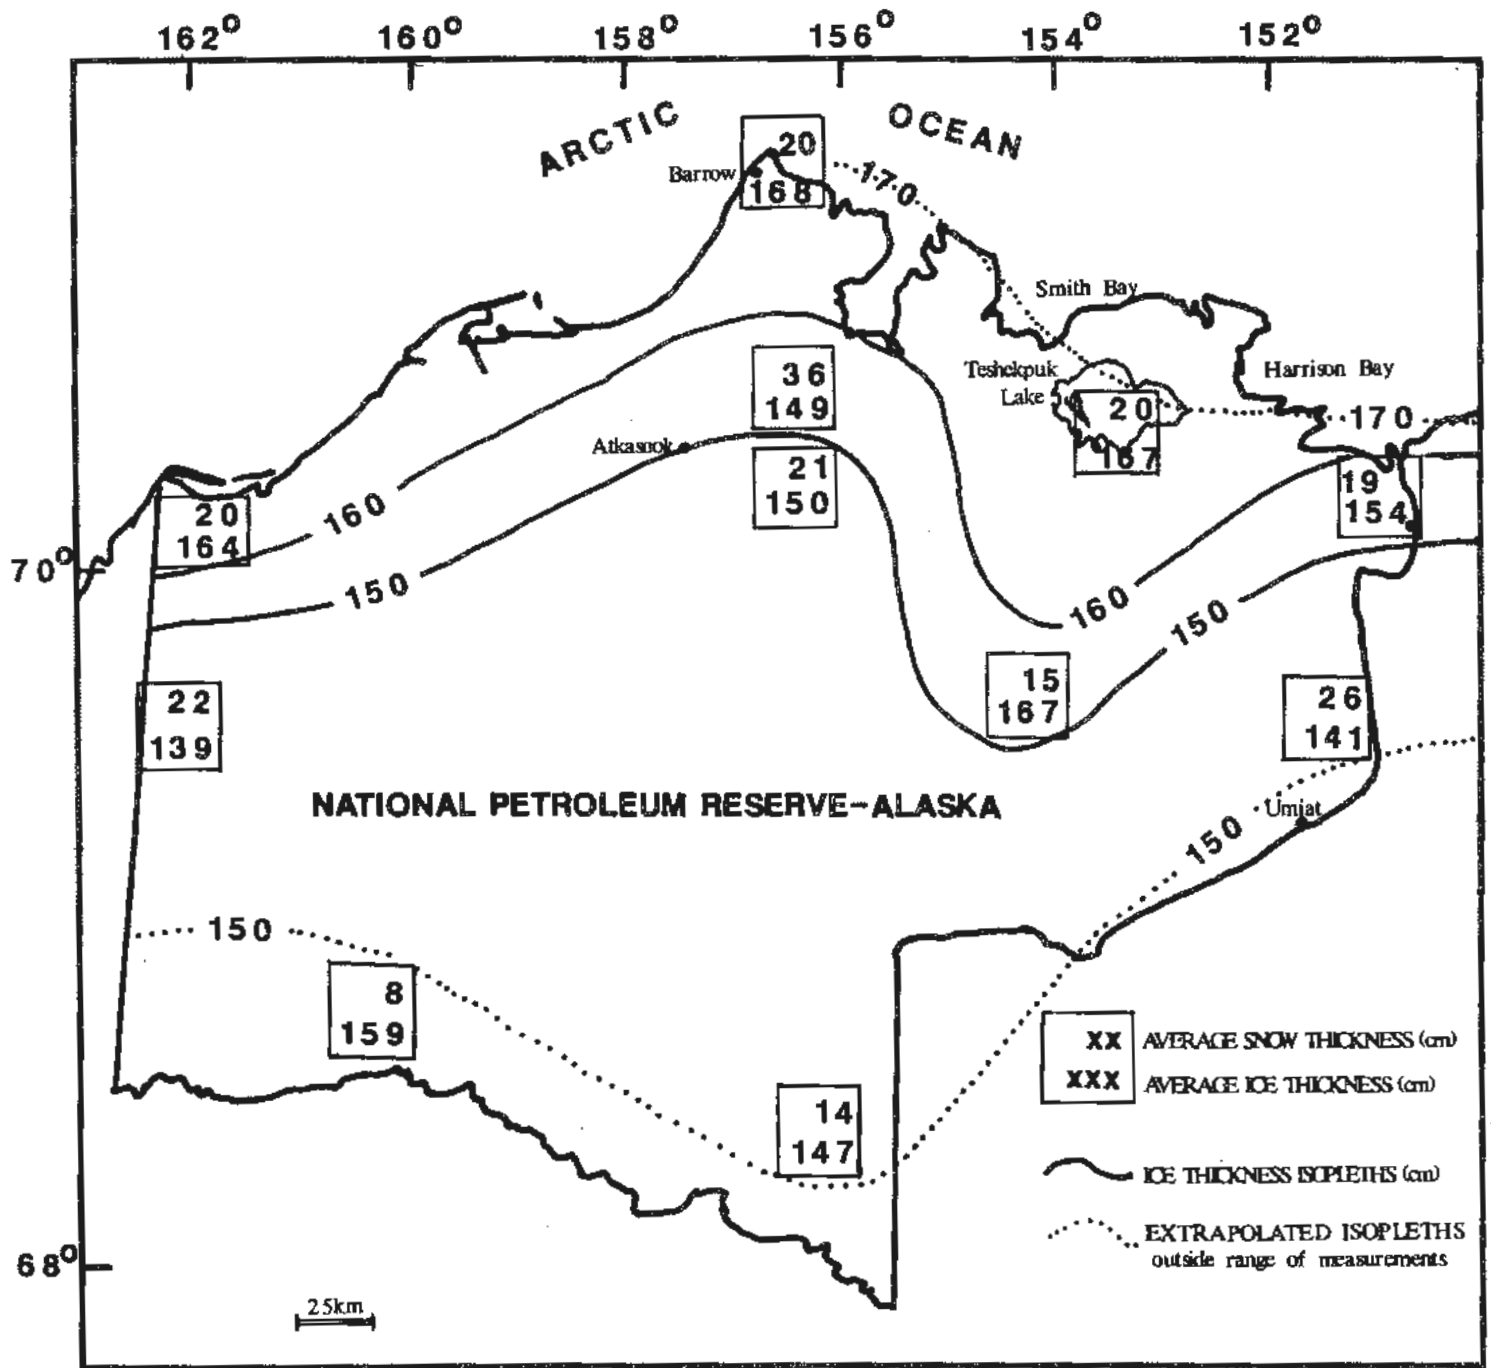 162° 160° 158° 156° 154° 152°
ARCTIC OCEAN
20
168
Barrow
170
Smith Bay
Teshekpuk
Lake
Harrison Bay
36
149
20
167
170
Atkasook
21
150
19
154
20
164
160
70°
150
160
150
15
167
22
139
26
141
NATIONAL PETROLEUM RESERVE-ALASKA
Umiat
150
150
8
159
XX AVERAGE SNOW THICKNESS (cm)
XXX AVERAGE ICE THICKNESS (cm)
14
147
ICE THICKNESS ISOPLETHS (cm)
EXTRAPOLATED ISOPLETHS
outside range of measurements
68°
25km